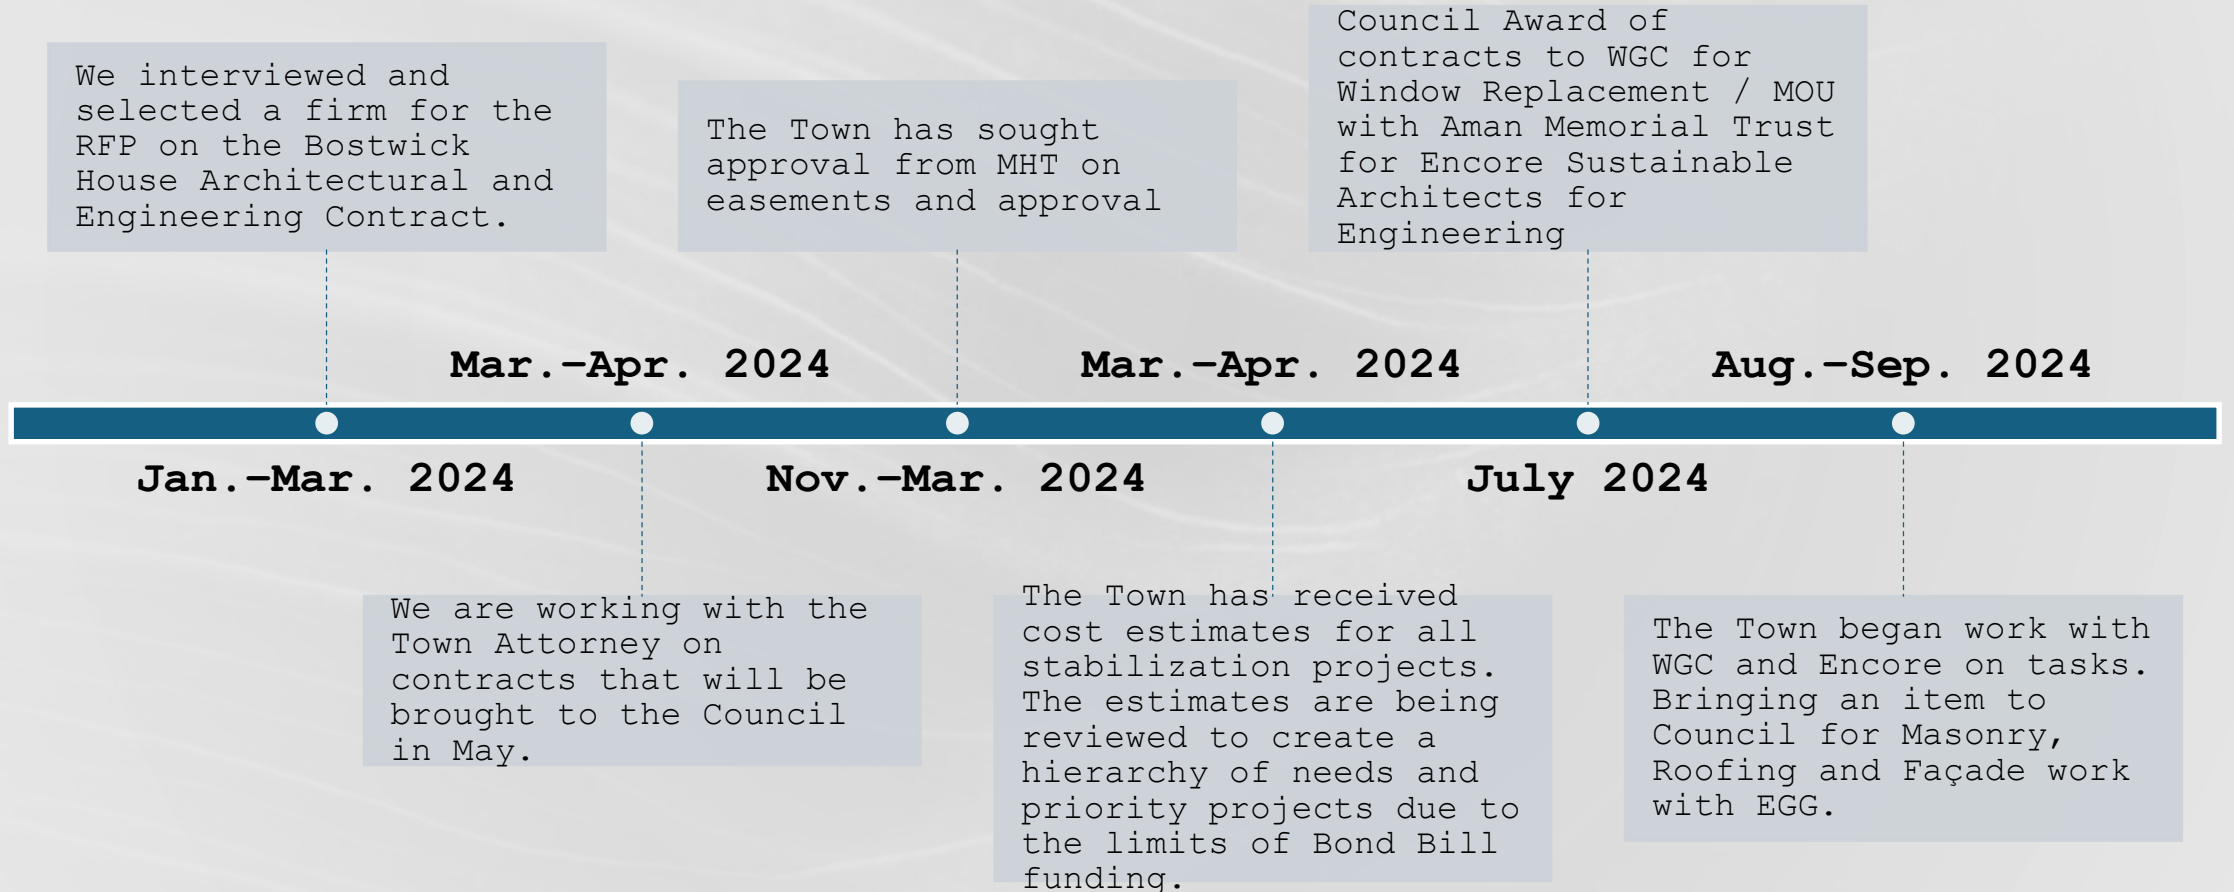 We interviewed and
selected a firm for the
RFP on the Bostwick
House Architectural and
Engineering Contract.
Jan.–Mar. 2024
Mar.–Apr. 2024
We are working with the
Town Attorney on
contracts that will be
brought to the Council
in May.
The Town has sought
approval from MHT on
easements and approval
Nov.–Mar. 2024
Mar.–Apr. 2024
The Town has received
cost estimates for all
stabilization projects.
The estimates are being
reviewed to create a
hierarchy of needs and
priority projects due to
the limits of Bond Bill
funding.
Council Award of
contracts to WGC for
Window Replacement / MOU
with Aman Memorial Trust
for Encore Sustainable
Architects for
Engineering
July 2024
Aug.–Sep. 2024
The Town began work with
WGC and Encore on tasks.
Bringing an item to
Council for Masonry,
Roofing and Façade work
with EGG.